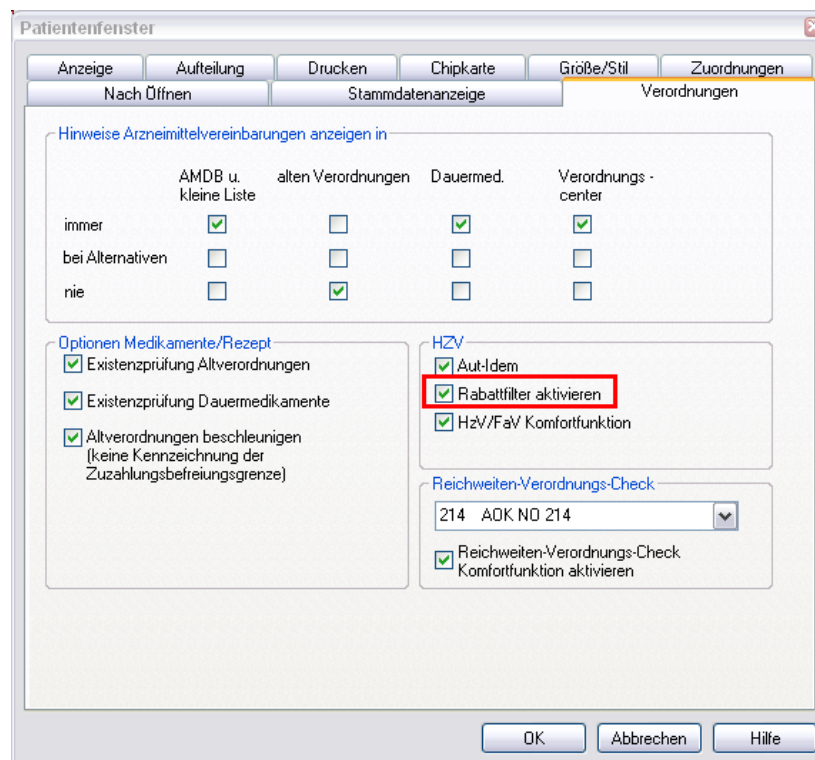 Patientenfenster
Anzeige Aufteilung Drucken Chipkarte Größe/Stil Zuordnungen
Nach Öffnen Stammdatenanzeige Verordnungen
Hinweise Arzneimittelvereinbarungen anzeigen in
AMDB u. alten Verordnungen Dauermed. Verordnungs -
kleine Liste center
immer
bei Alternativen
nie
Optionen Medikamente/Rezept
Existenzprüfung Altverordnungen
Existenzprüfung Dauermedikamente
Altverordnungen beschleunigen
(keine Kennzeichnung der
Zuzahlungsbefreiungsgrenze)
HZV
Aut-Idem
Rabattfilter aktivieren
HzV/FaV Komfortfunktion
Reichweiten-Verordnungs-Check
214 AOK NO 214
Reichweiten-Verordnungs-Check
Komfortfunktion aktivieren
OK Abbrechen Hilfe